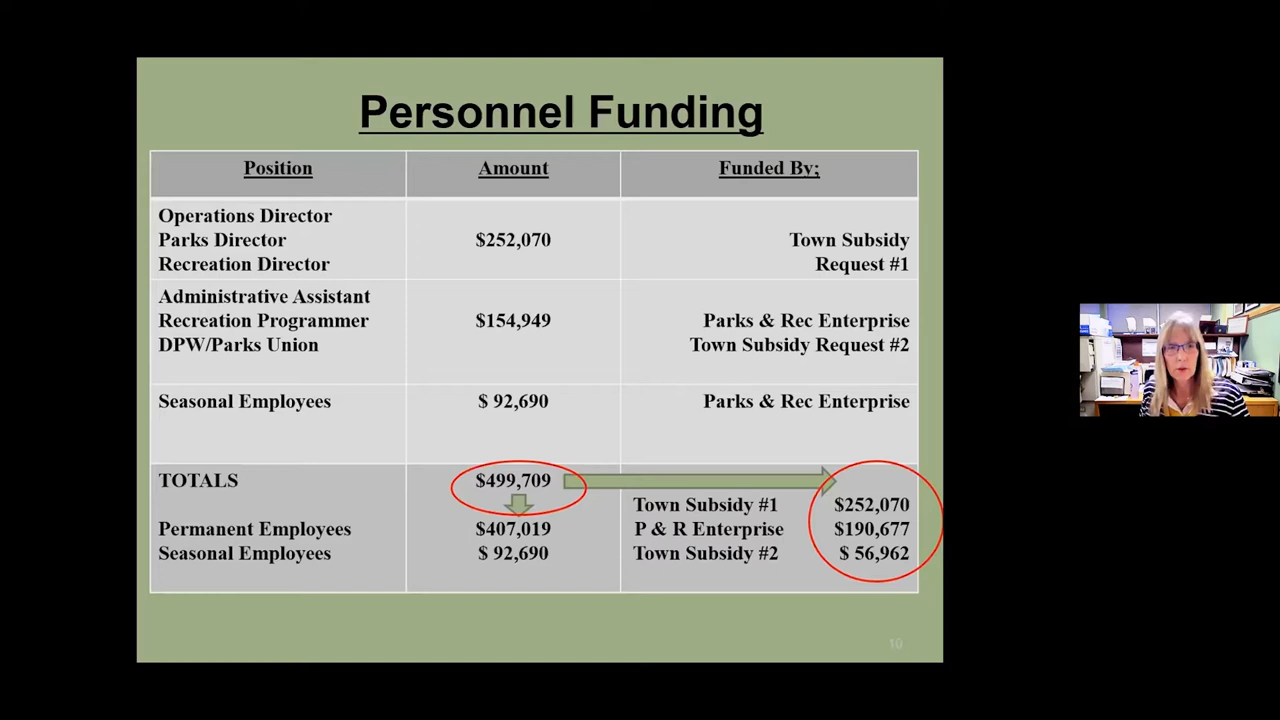 Personnel Funding
Position Amount Funded By;
Operations Director
Parks Director $252,070 Town Subsidy
Recreation Director Request #1
Administrative Assistant
Recreation Programmer $154,949 Parks & Rec Enterprise
DPW/Parks Union Town Subsidy Request #2
Seasonal Employees $ 92,690 Parks & Rec Enterprise
TOTALS $499,709
Town Subsidy #1 $252,070
Permanent Employees $407,019 P & R Enterprise $190,677
Seasonal Employees $ 92,690 Town Subsidy #2 $ 56,962
10